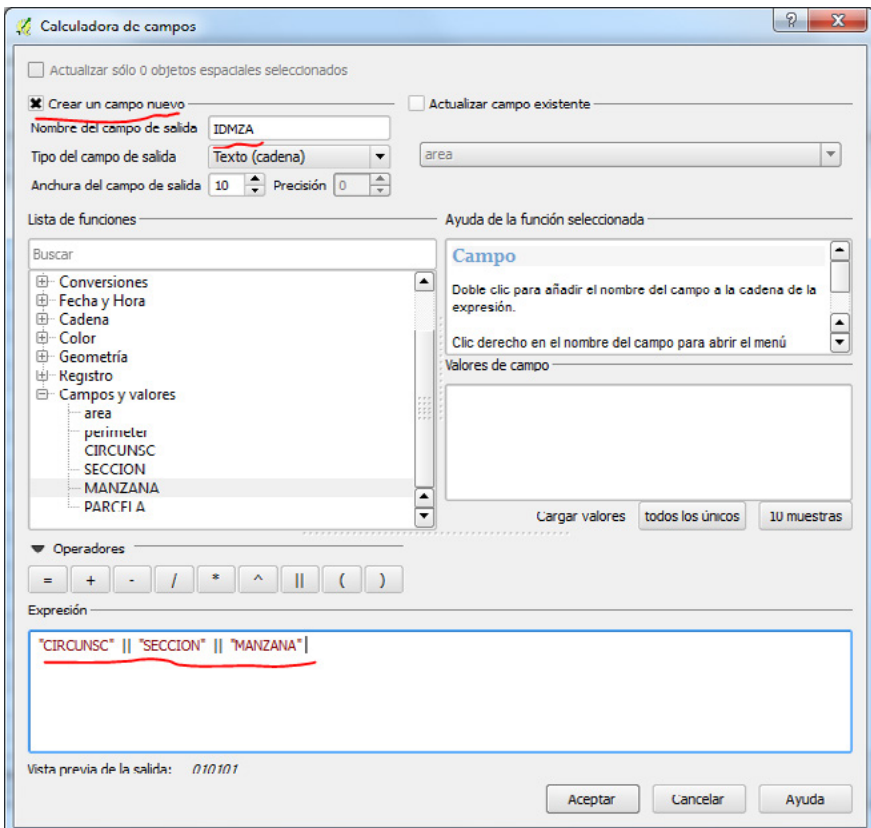 Calculadora de campos
Actualizar sólo 0 objetos espaciales seleccionados
Crear un campo nuevo
Actualizar campo existente
Nombre del campo de salida IDMZA
Tipo del campo de salida Texto (cadena)
area
Anchura del campo de salida 10 Precisión 0
Lista de funciones
Ayuda de la función seleccionada
Buscar
Conversiones
Fecha y Hora
Cadena
Color
Geometría
Registro
Campos y valores
area
perimeter
CIRCUNSC
SECCION
MANZANA
PARCELA
Campo
Doble clic para añadir el nombre del campo a la cadena de la
expresión.
Clic derecho en el nombre del campo para abrir el menú
Valores de campo
Cargar valores todos los únicos 10 muestras
Operadores
= + - / * ^ || ( )
Expresión
"CIRCUNSC" || "SECCION" || "MANZANA"
Vista previa de la salida: 010101
Aceptar Cancelar Ayuda